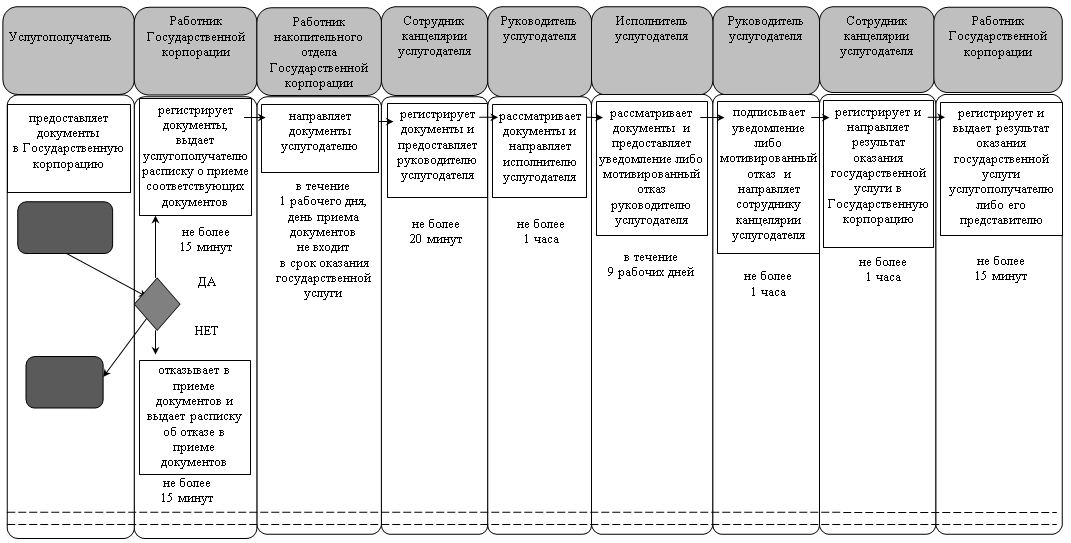 Услугополучатель
Работник
Государственной
корпорации
Работник
накопительного
отдела
Государственной
корпорации
Сотрудник
канцелярии
услугодателя
Руководитель
услугодателя
Исполнитель
услугодателя
Руководитель
услугодателя
Сотрудник
канцелярии
услугодателя
Работник
Государственной
корпорации
предоставляет
документы
в Государственную
корпорацию
регистрирует
документы,
выдает
услугополучателю
расписку о приеме
соответствующих
документов
не более
15 минут
ДА
НЕТ
отказывает в
приеме
документов и
выдает расписку
об отказе в
приеме
документов
не более
15 минут
направляет
документы
услугодателю
в течение
1 рабочего дня,
день приема
документов
не входит
в срок оказания
государственной
услуги
регистрирует
документы и
предоставляет
руководителю
услугодателя
не более
20 минут
рассматривает
документы и
направляет
исполнителю
услугодателя
не более
1 часа
рассматривает
документы и
предоставляет
уведомление либо
мотивированный
отказ
руководителю
услугодателя
в течение
9 рабочих дней
подписывает
уведомление
либо
мотивированный
отказ и
направляет
сотруднику
канцелярии
услугодателя
не более
1 часа
регистрирует и
направляет
результат
оказания
государственной
услуги в
Государственную
корпорацию
не более
1 часа
регистрирует и
выдает результат
оказания
государственной
услуги
услугополучателю
либо его
представителю
не более
15 минут